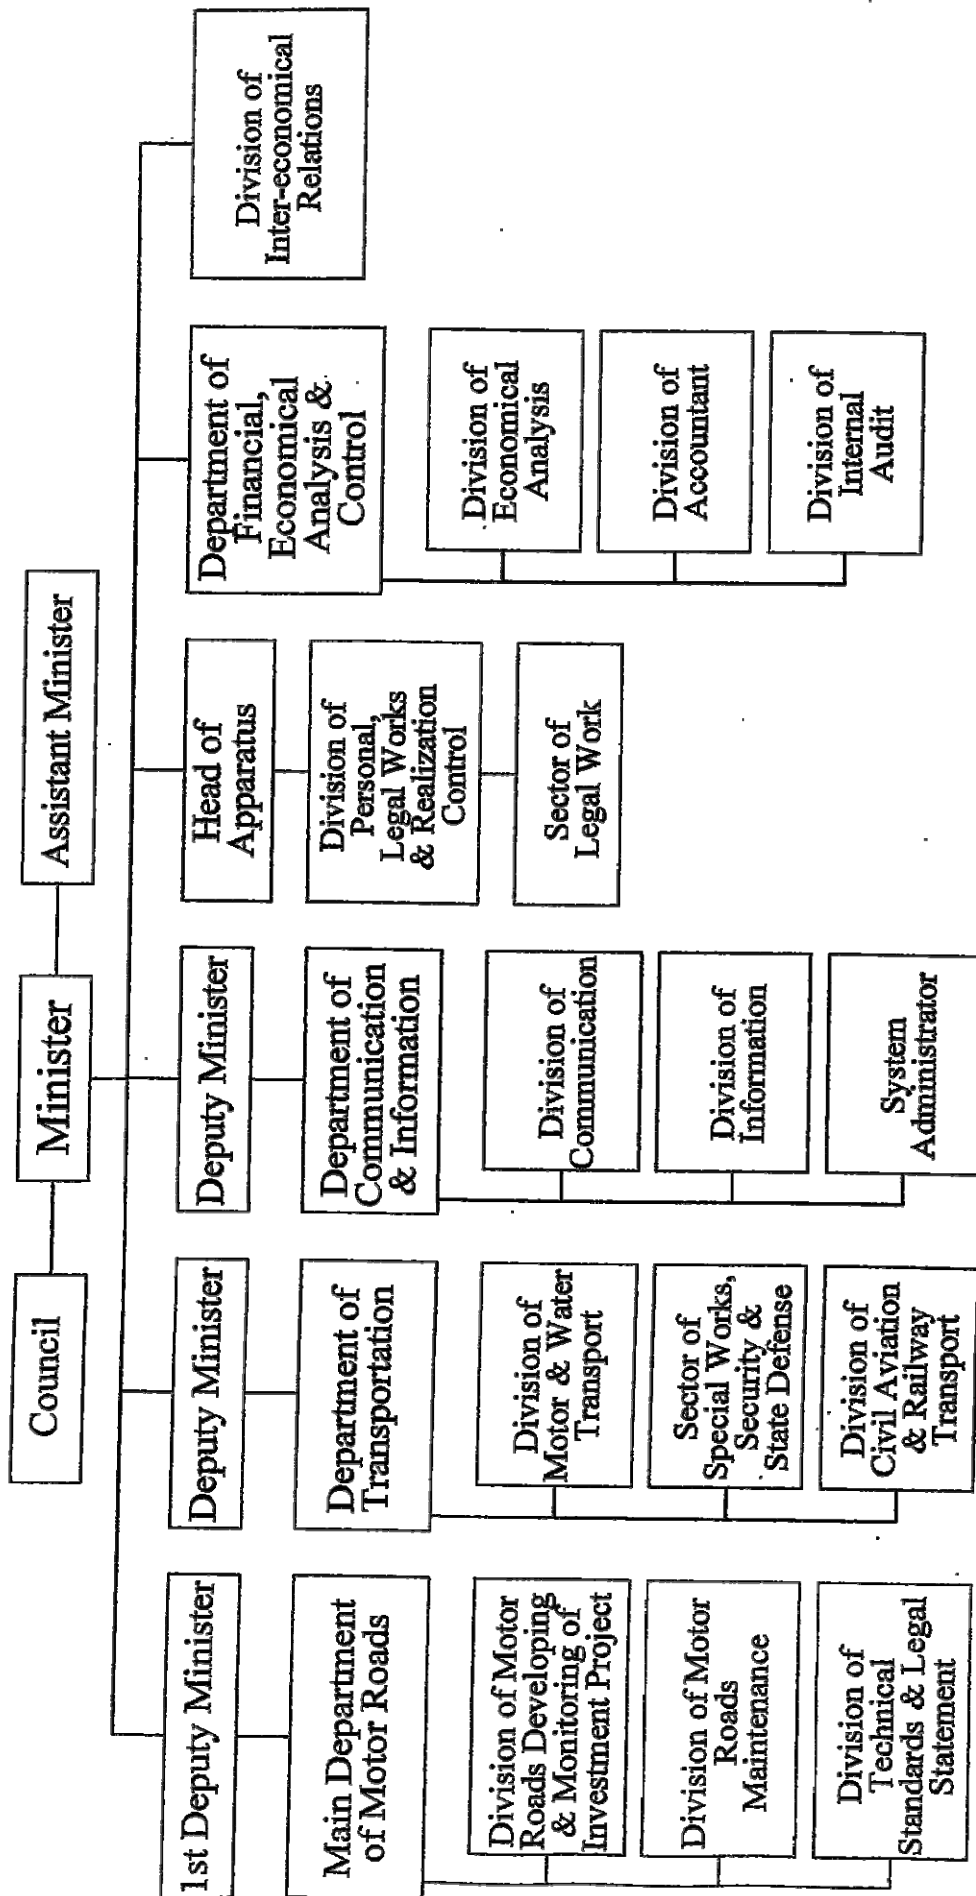 Council
Minister
Assistant Minister
1st Deputy Minister
Main Department
of Motor Roads
Division of Motor
Roads Developing
& Monitoring of
Investment Project
Division of Motor
Roads
Maintenance
Division of
Technical
Standards & Legal
Statement
Deputy Minister
Department of
Transportation
Division of
Motor & Water
Transport
Sector of
Special Works,
Security &
State Defense
Division of
Civil Aviation
& Railway
Transport
Deputy Minister
Department of
Communication
& Information
Division of
Communication
Division of
Information
System
Administrator
Head of
Apparatus
Division of
Personal,
Legal Works
& Realization
Control
Sector of
Legal Work
Department of
Financial,
Economical
Analysis &
Control
Division of
Economical
Analysis
Division of
Accountant
Division of
Internal
Audit
Division of
Inter-economical
Relations